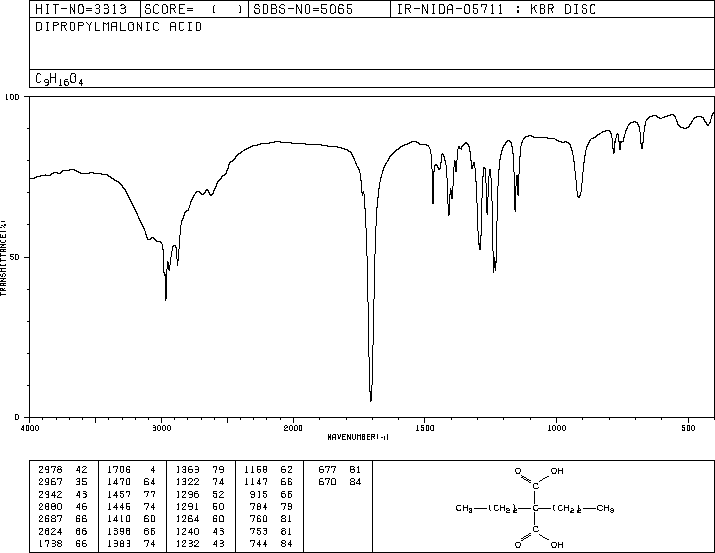 HIT-NO=3313 SCORE= ( ) SDBS-NO=5065 IR-NIDA-05711 : KBR DISC
DIPROPYLMALONIC ACID
C9H16O4
100
50
0
TRANSMITTANCE(%)
4000 3000 2000 1500 1000 500
WAVENUMBER(-1)
2978 42 1706 4 1369 79 1158 62 677 81
2967 35 1470 64 1322 74 1147 66 670 84
2942 43 1457 77 1296 52 915 66
2880 46 1446 74 1291 60 784 79
2687 66 1410 60 1264 60 760 81
2624 66 1398 66 1240 43 753 81
1738 66 1383 74 1232 43 744 84
O OH
C
CH3—(CH2)2—C—(CH2)2—CH3
C
O OH